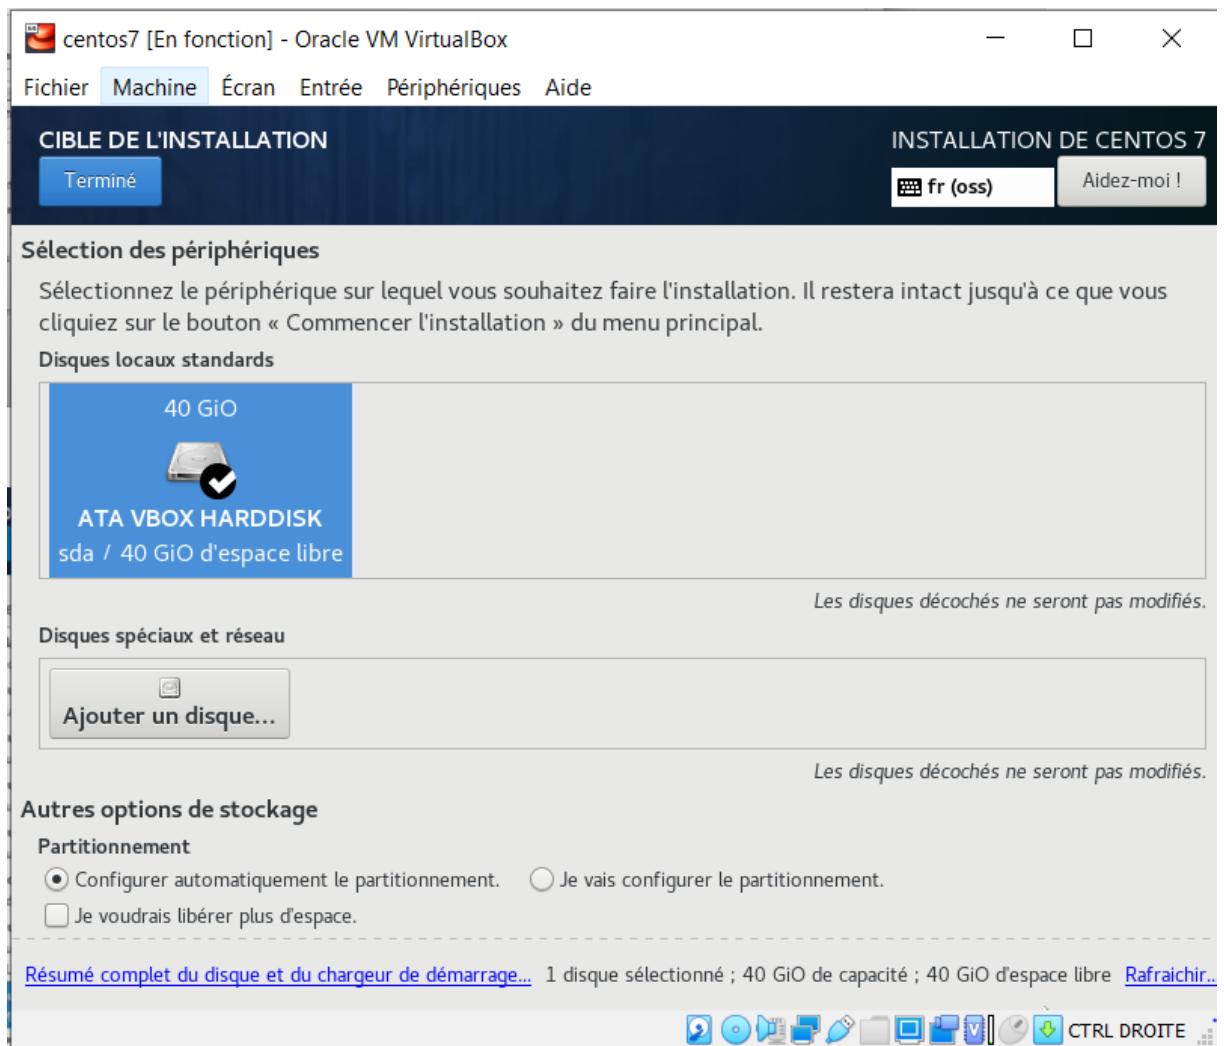 centos7 [En fonction] - Oracle VM VirtualBox
Fichier Machine Écran Entrée Périphériques Aide
CIBLE DE L'INSTALLATION
INSTALLATION DE CENTOS 7
Terminé
fr (oss)
Aidez-moi !
Sélection des périphériques
Sélectionnez le périphérique sur lequel vous souhaitez faire l'installation. Il restera intact jusqu'à ce que vous
cliquiez sur le bouton « Commencer l'installation » du menu principal.
Disques locaux standards
40 GiO
ATA VBOX HARDDISK
sda / 40 GiO d'espace libre
Les disques décochés ne seront pas modifiés.
Disques spéciaux et réseau
Ajouter un disque...
Les disques décochés ne seront pas modifiés.
Autres options de stockage
Partitionnement
Configurer automatiquement le partitionnement. Je vais configurer le partitionnement.
Je voudrais libérer plus d'espace.
Résumé complet du disque et du chargeur de démarrage... 1 disque sélectionné ; 40 GiO de capacité ; 40 GiO d'espace libre Rafraichir...
CTRL DROITE